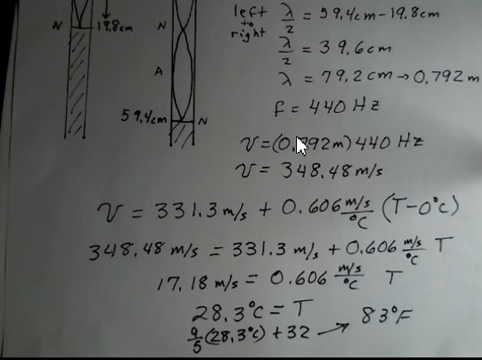 N 19.8cm N
left to right λ/2 = 59.4cm-19.8cm
λ/2 = 39.6cm
A
λ = 79.2cm→0.792m
59.4cm N
f = 440 Hz
V=(0.792m)440 Hz
V = 348.48m/s
V = 331.3 m/s + 0.606 m/s/°C (T-0°C)
348.48 m/s = 331.3 m/s + 0.606 m/s/°C T
17.18 m/s = 0.606 m/s/°C T
28.3°C = T
9/5(28.3°C) + 32 → 83°F